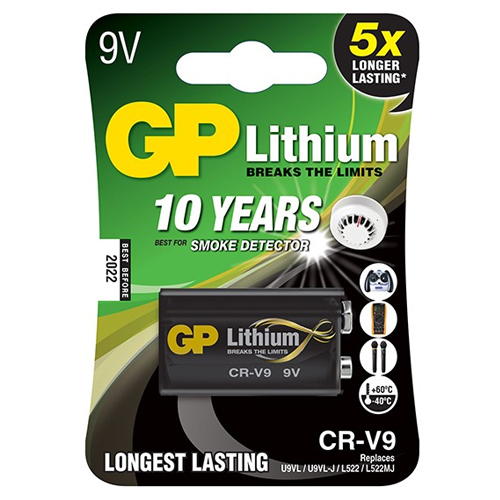 9V
5x
LONGER
LASTING*
GP Lithium
BREAKS THE LIMITS
10 YEARS
BEST FOR SMOKE DETECTOR
BEST BEFORE
2022
GP Lithium
BREAKS THE LIMITS
CR-V9 9V
+60°C
-40°C
CR-V9
Replaces
U9VL / U9VL-J / L522 / L522MJ
LONGEST LASTING